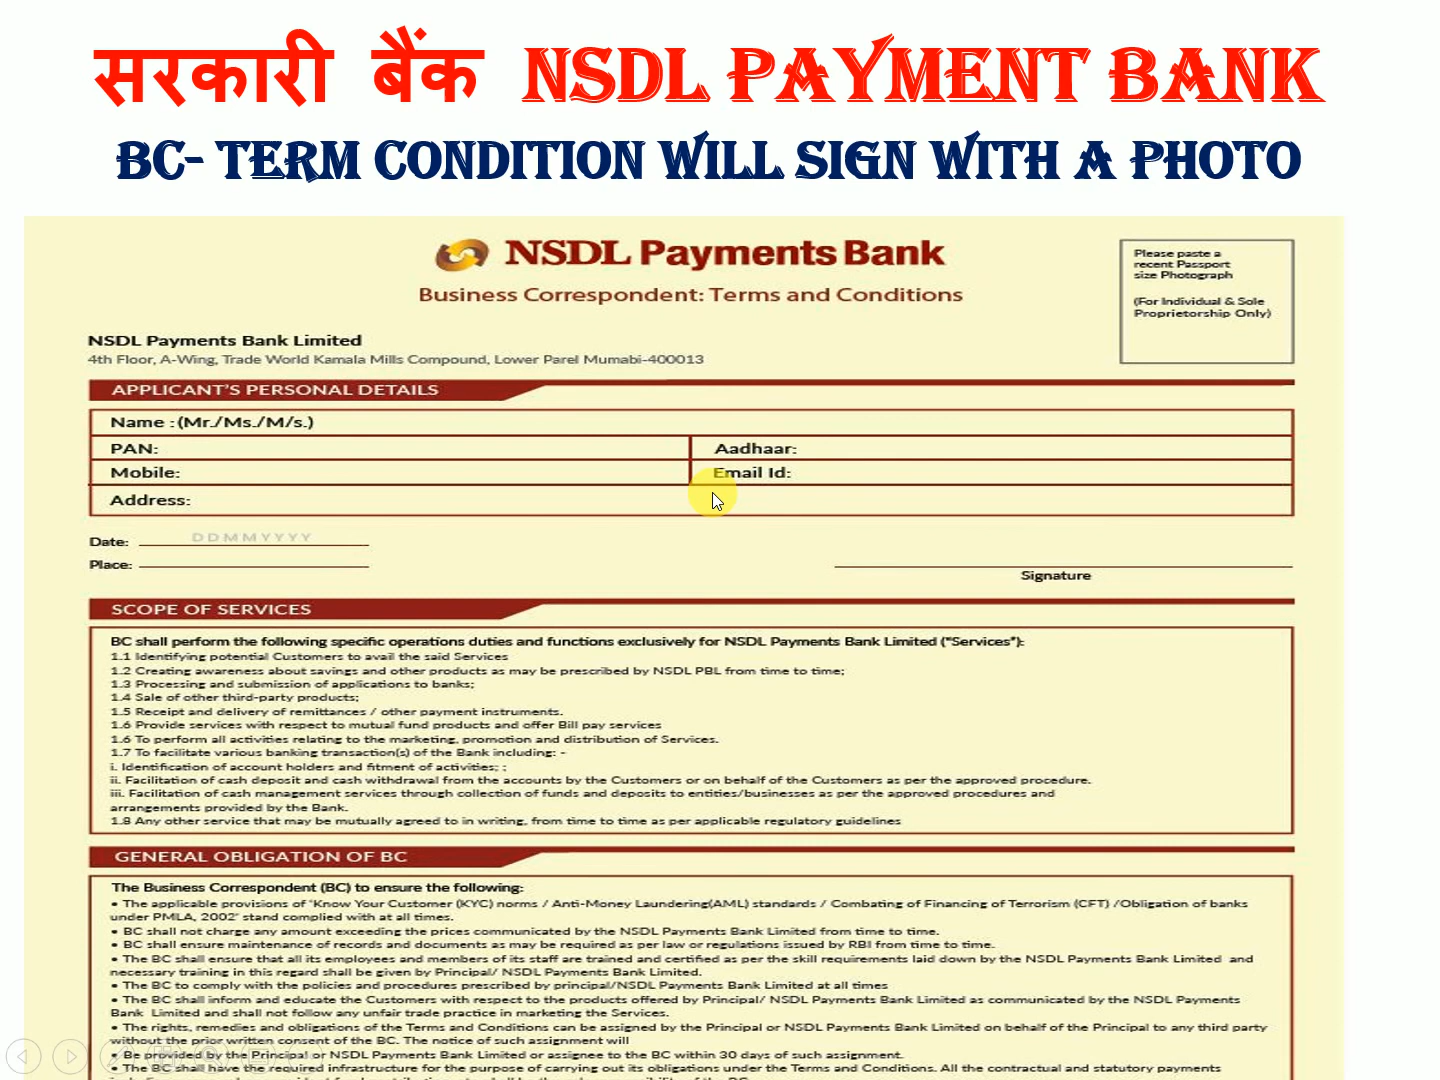 सरकारी बैंक NSDL PAYMENT BANK
BC- TERM CONDITION WILL SIGN WITH A PHOTO
NSDL Payments Bank
Business Correspondent: Terms and Conditions
Please paste a
recent Passport
size Photograph
(For Individual & Sole
Proprietorship Only)
NSDL Payments Bank Limited
4th Floor, A-Wing, Trade World Kamala Mills Compound, Lower Parel Mumabi-400013
APPLICANT'S PERSONAL DETAILS
Name : (Mr./Ms./M/s.)
PAN: Aadhaar:
Mobile: Email Id:
Address:
Date: DDMMYYYY
Place:
Signature
SCOPE OF SERVICES
BC shall perform the following specific operations duties and functions exclusively for NSDL Payments Bank Limited ("Services"):
1.1 Identifying potential Customers to avail the said Services
1.2 Creating awareness about savings and other products as may be prescribed by NSDL PBL from time to time;
1.3 Processing and submission of applications to banks;
1.4 Sale of other third-party products;
1.5 Receipt and delivery of remittances / other payment instruments.
1.6 Provide services with respect to mutual fund products and offer Bill pay services
1.6 To perform all activities relating to the marketing, promotion and distribution of Services.
1.7 To facilitate various banking transaction(s) of the Bank including: -
i. Identification of account holders and fitment of activities; ;
ii. Facilitation of cash deposit and cash withdrawal from the accounts by the Customers or on behalf of the Customers as per the approved procedure.
iii. Facilitation of cash management services through collection of funds and deposits to entities/businesses as per the approved procedures and
arrangements provided by the Bank.
1.8 Any other service that may be mutually agreed to in writing, from time to time as per applicable regulatory guidelines
GENERAL OBLIGATION OF BC
The Business Correspondent (BC) to ensure the following:
• The applicable provisions of 'Know Your Customer (KYC) norms / Anti-Money Laundering(AML) standards / Combating of Financing of Terrorism (CFT) /Obligation of banks
under PMLA, 2002' stand complied with at all times.
• BC shall not charge any amount exceeding the prices communicated by the NSDL Payments Bank Limited from time to time.
• BC shall ensure maintenance of records and documents as may be required as per law or regulations issued by RBI from time to time.
• The BC shall ensure that all its employees and members of its staff are trained and certified as per the skill requirements laid down by the NSDL Payments Bank Limited and
necessary training in this regard shall be given by Principal/ NSDL Payments Bank Limited.
• The BC to comply with the policies and procedures prescribed by principal/NSDL Payments Bank Limited at all times
• The BC shall inform and educate the Customers with respect to the products offered by Principal/ NSDL Payments Bank Limited as communicated by the NSDL Payments
Bank Limited and shall not follow any unfair trade practice in marketing the Services.
• The rights, remedies and obligations of the Terms and Conditions can be assigned by the Principal or NSDL Payments Bank Limited on behalf of the Principal to any third party
without the prior written consent of the BC. The notice of such assignment will
• Be provided by the Principal or NSDL Payments Bank Limited or assignee to the BC within 30 days of such assignment.
• The BC shall have the required infrastructure for the purpose of carrying out its obligations under the Terms and Conditions. All the contractual and statutory payments